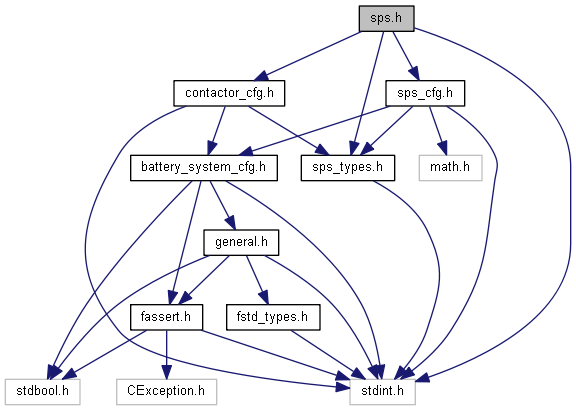 sps.h
contactor_cfg.h
sps_cfg.h
battery_system_cfg.h
sps_types.h
math.h
general.h
fassert.h
fstd_types.h
stdbool.h
CException.h
stdint.h